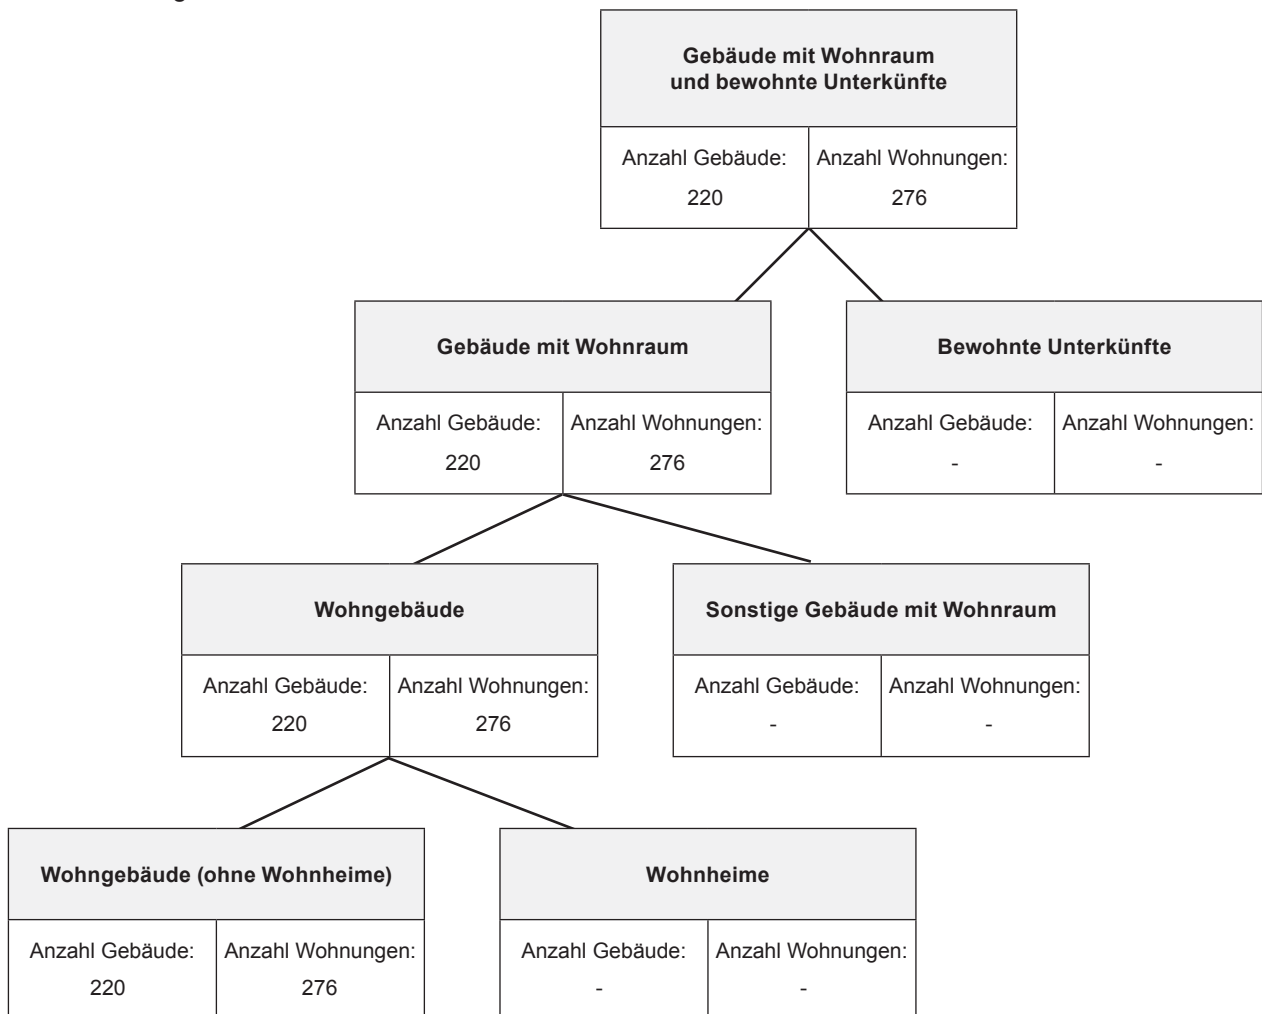 Gebäude mit Wohnraum
und bewohnte Unterkünfte
Anzahl Gebäude: Anzahl Wohnungen:
220 276
Gebäude mit Wohnraum Bewohnte Unterkünfte
Anzahl Gebäude: Anzahl Wohnungen: Anzahl Gebäude: Anzahl Wohnungen:
220 276 - -
Wohngebäude Sonstige Gebäude mit Wohnraum
Anzahl Gebäude: Anzahl Wohnungen: Anzahl Gebäude: Anzahl Wohnungen:
220 276 - -
Wohngebäude (ohne Wohnheime) Wohnheime
Anzahl Gebäude: Anzahl Wohnungen: Anzahl Gebäude: Anzahl Wohnungen:
220 276 - -